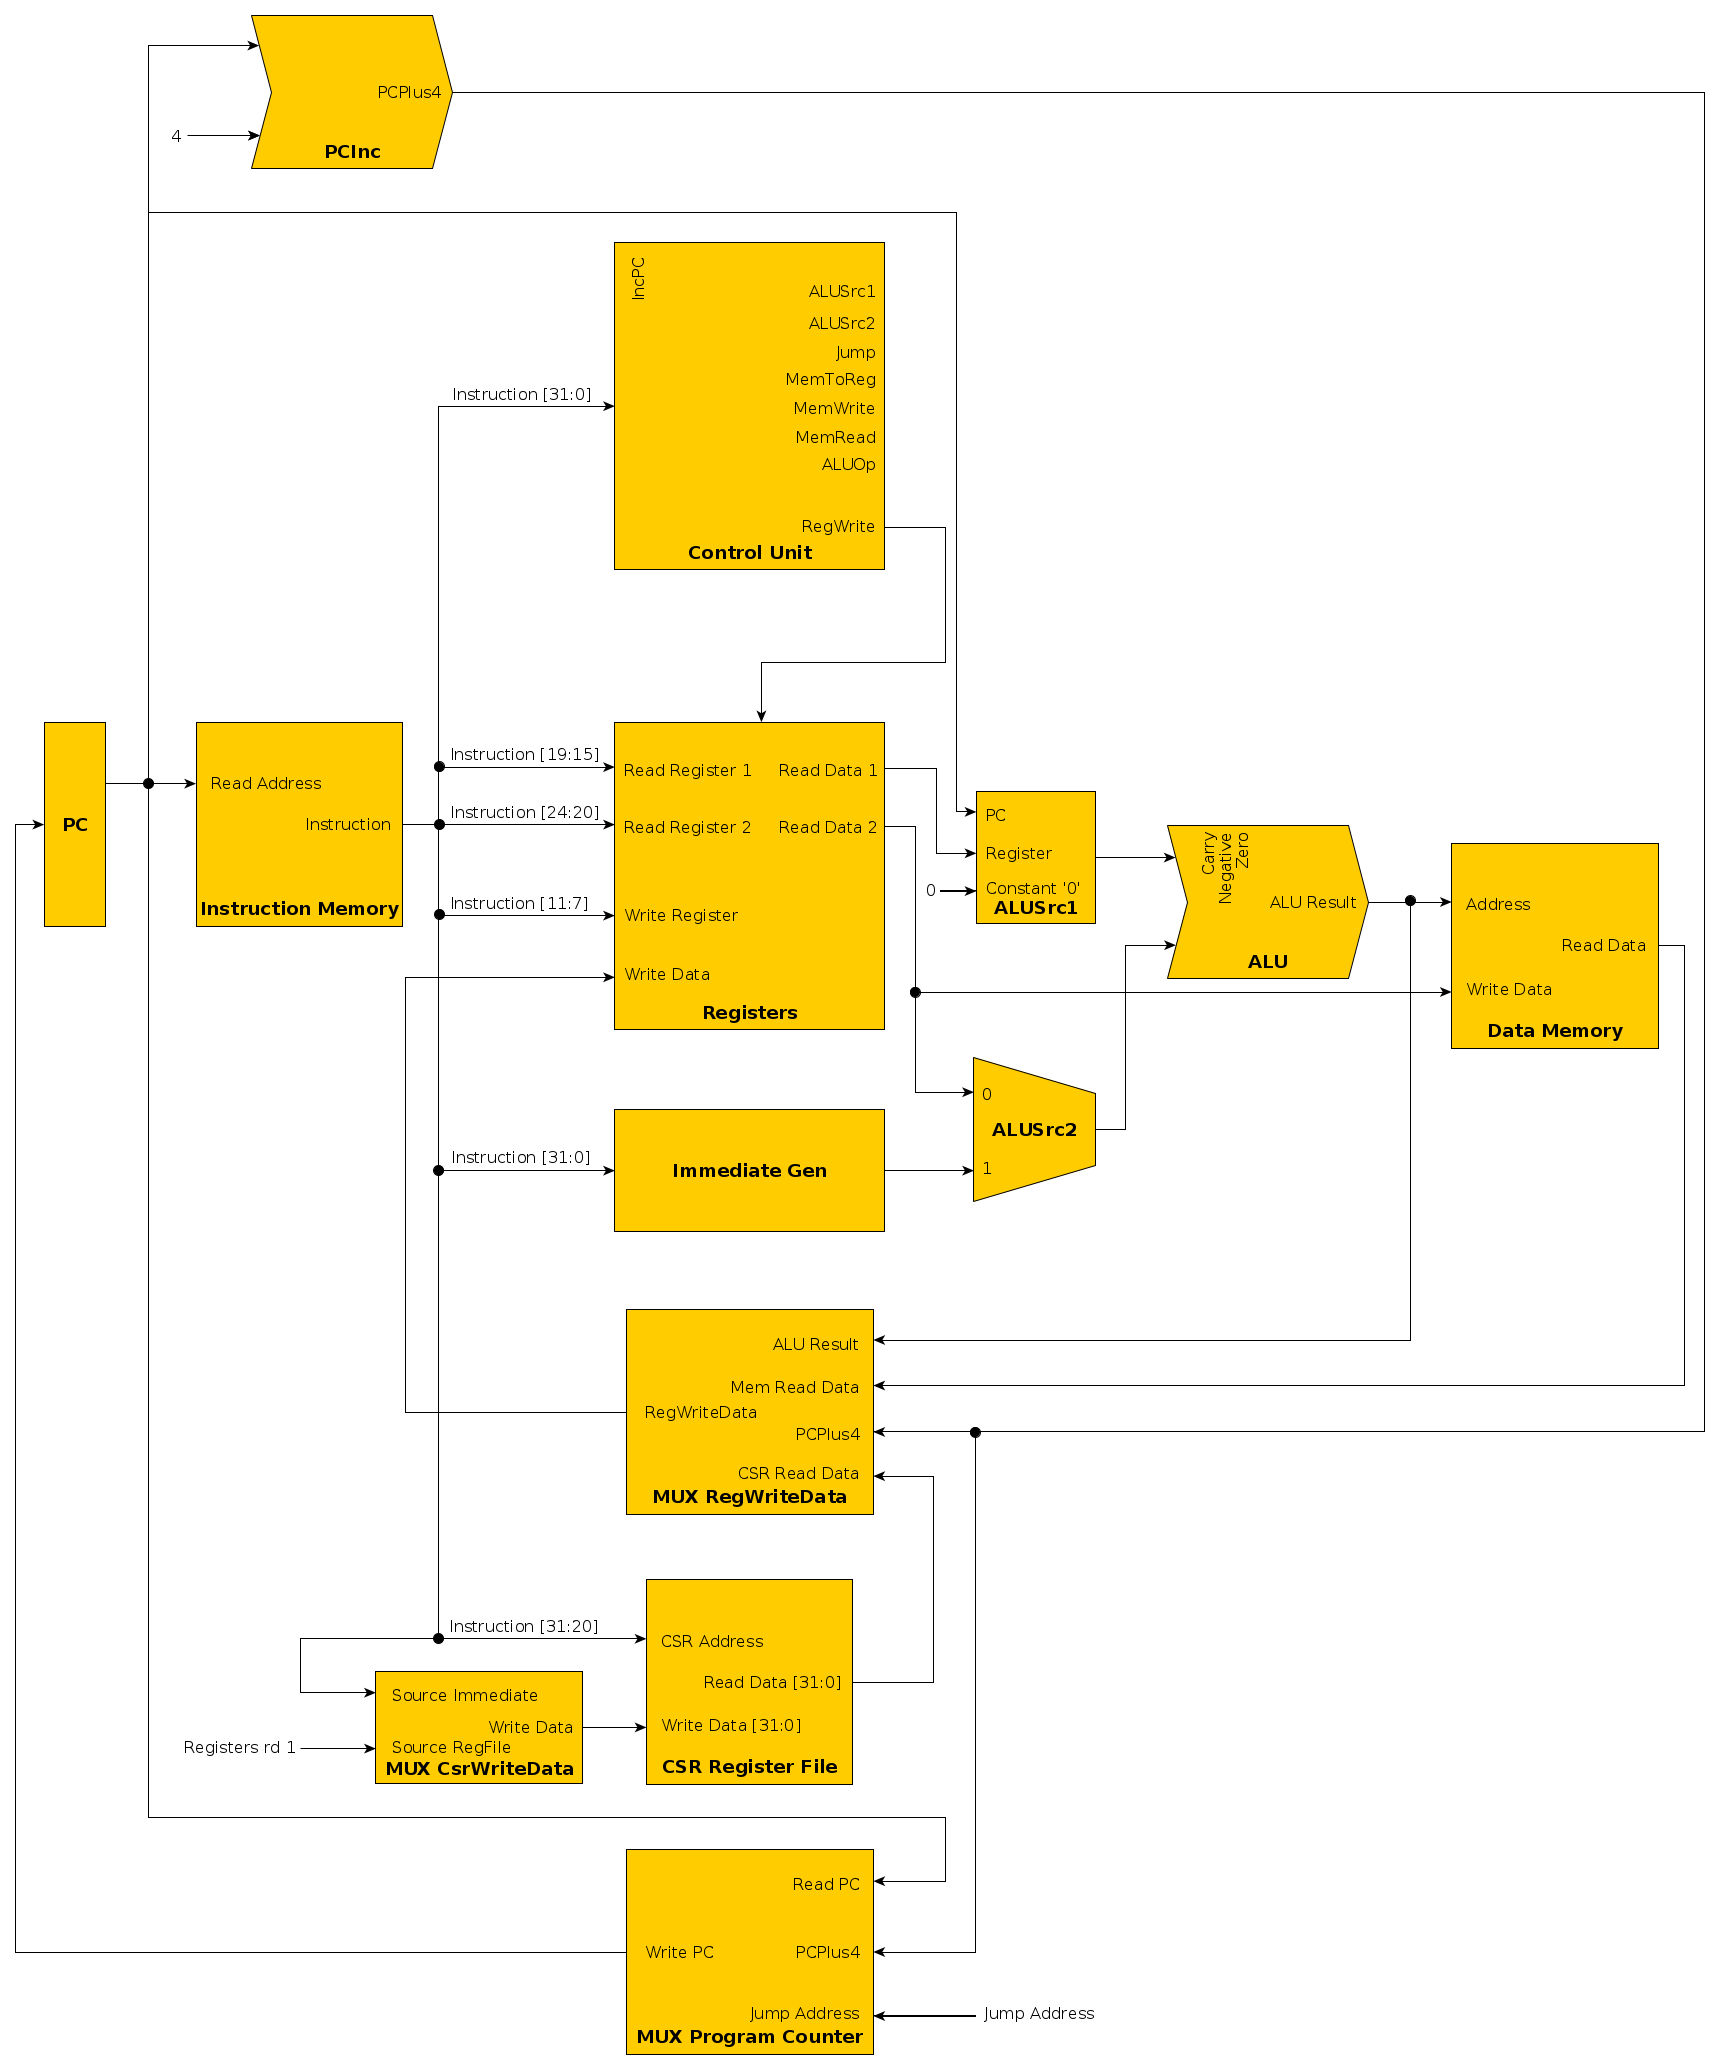 PCPlus4
4
PCInc
IncPC
ALUSrc1
ALUSrc2
Jump
MemToReg
MemWrite
MemRead
ALUOp
RegWrite
Control Unit
Instruction [31:0]
PC
Read Address
Instruction
Instruction Memory
Instruction [19:15]
Instruction [24:20]
Instruction [11:7]
Read Register 1
Read Data 1
Read Register 2
Read Data 2
Write Register
Write Data
Registers
PC
Register
0
Constant '0'
ALUSrc1
Carry
Negative
Zero
ALU Result
ALU
Address
Read Data
Write Data
Data Memory
0
ALUSrc2
1
Instruction [31:0]
Immediate Gen
ALU Result
Mem Read Data
RegWriteData
PCPlus4
CSR Read Data
MUX RegWriteData
Instruction [31:20]
CSR Address
Read Data [31:0]
Write Data [31:0]
CSR Register File
Source Immediate
Write Data
Registers rd 1
Source RegFile
MUX CsrWriteData
Read PC
Write PC
PCPlus4
Jump Address
Jump Address
MUX Program Counter